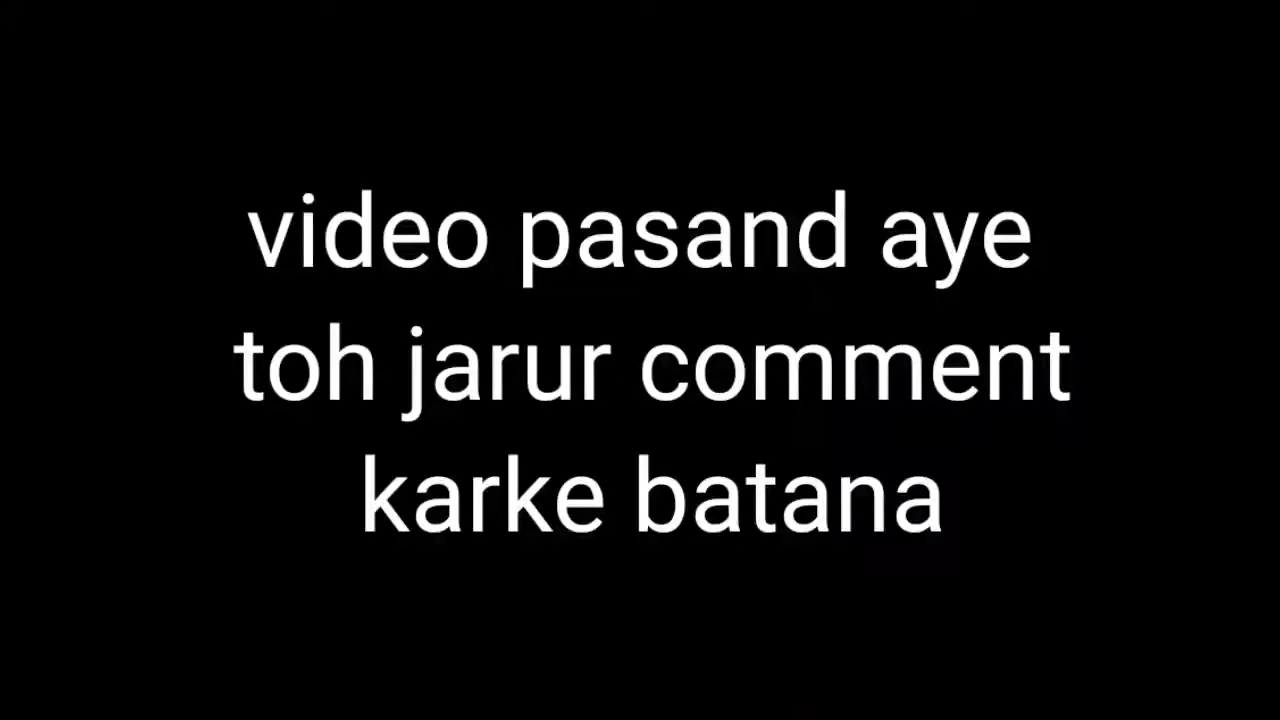 video pasand aye
toh jarur comment
karke batana